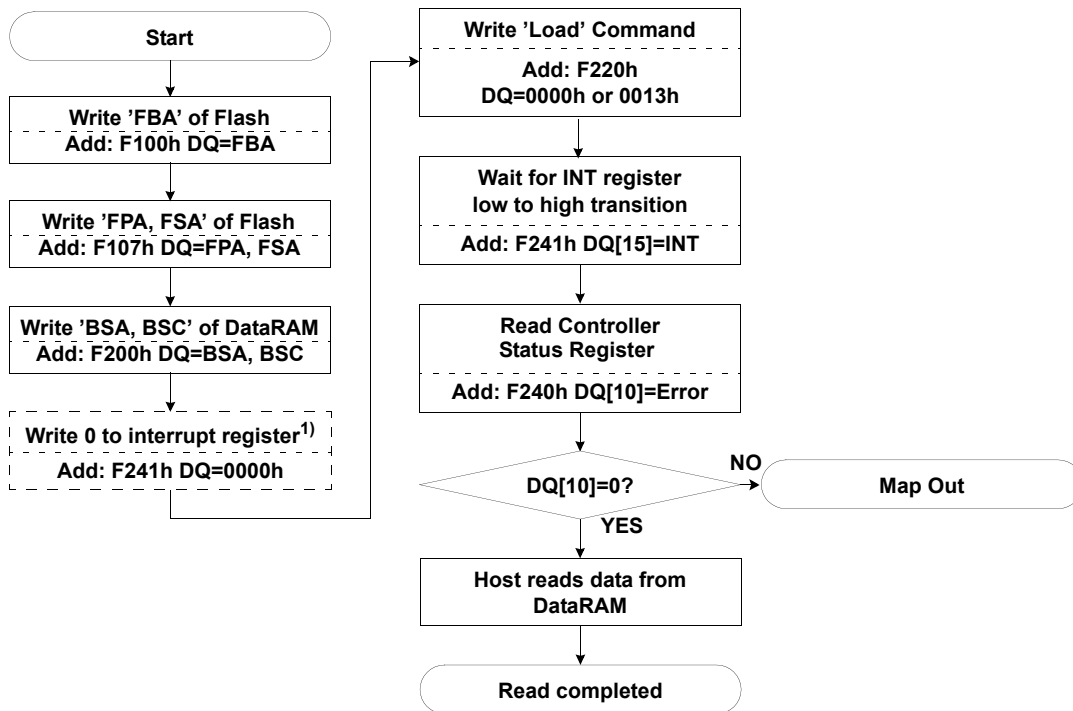 Start
Write ’FBA’ of Flash
Add: F100h DQ=FBA
Write ’FPA, FSA’ of Flash
Add: F107h DQ=FPA, FSA
Write ’BSA, BSC’ of DataRAM
Add: F200h DQ=BSA, BSC
Write 0 to interrupt register1)
Add: F241h DQ=0000h
Write ’Load’ Command
Add: F220h
DQ=0000h or 0013h
Wait for INT register
low to high transition
Add: F241h DQ[15]=INT
Read Controller
Status Register
Add: F240h DQ[10]=Error
DQ[10]=0?
NO
Map Out
YES
Host reads data from
DataRAM
Read completed